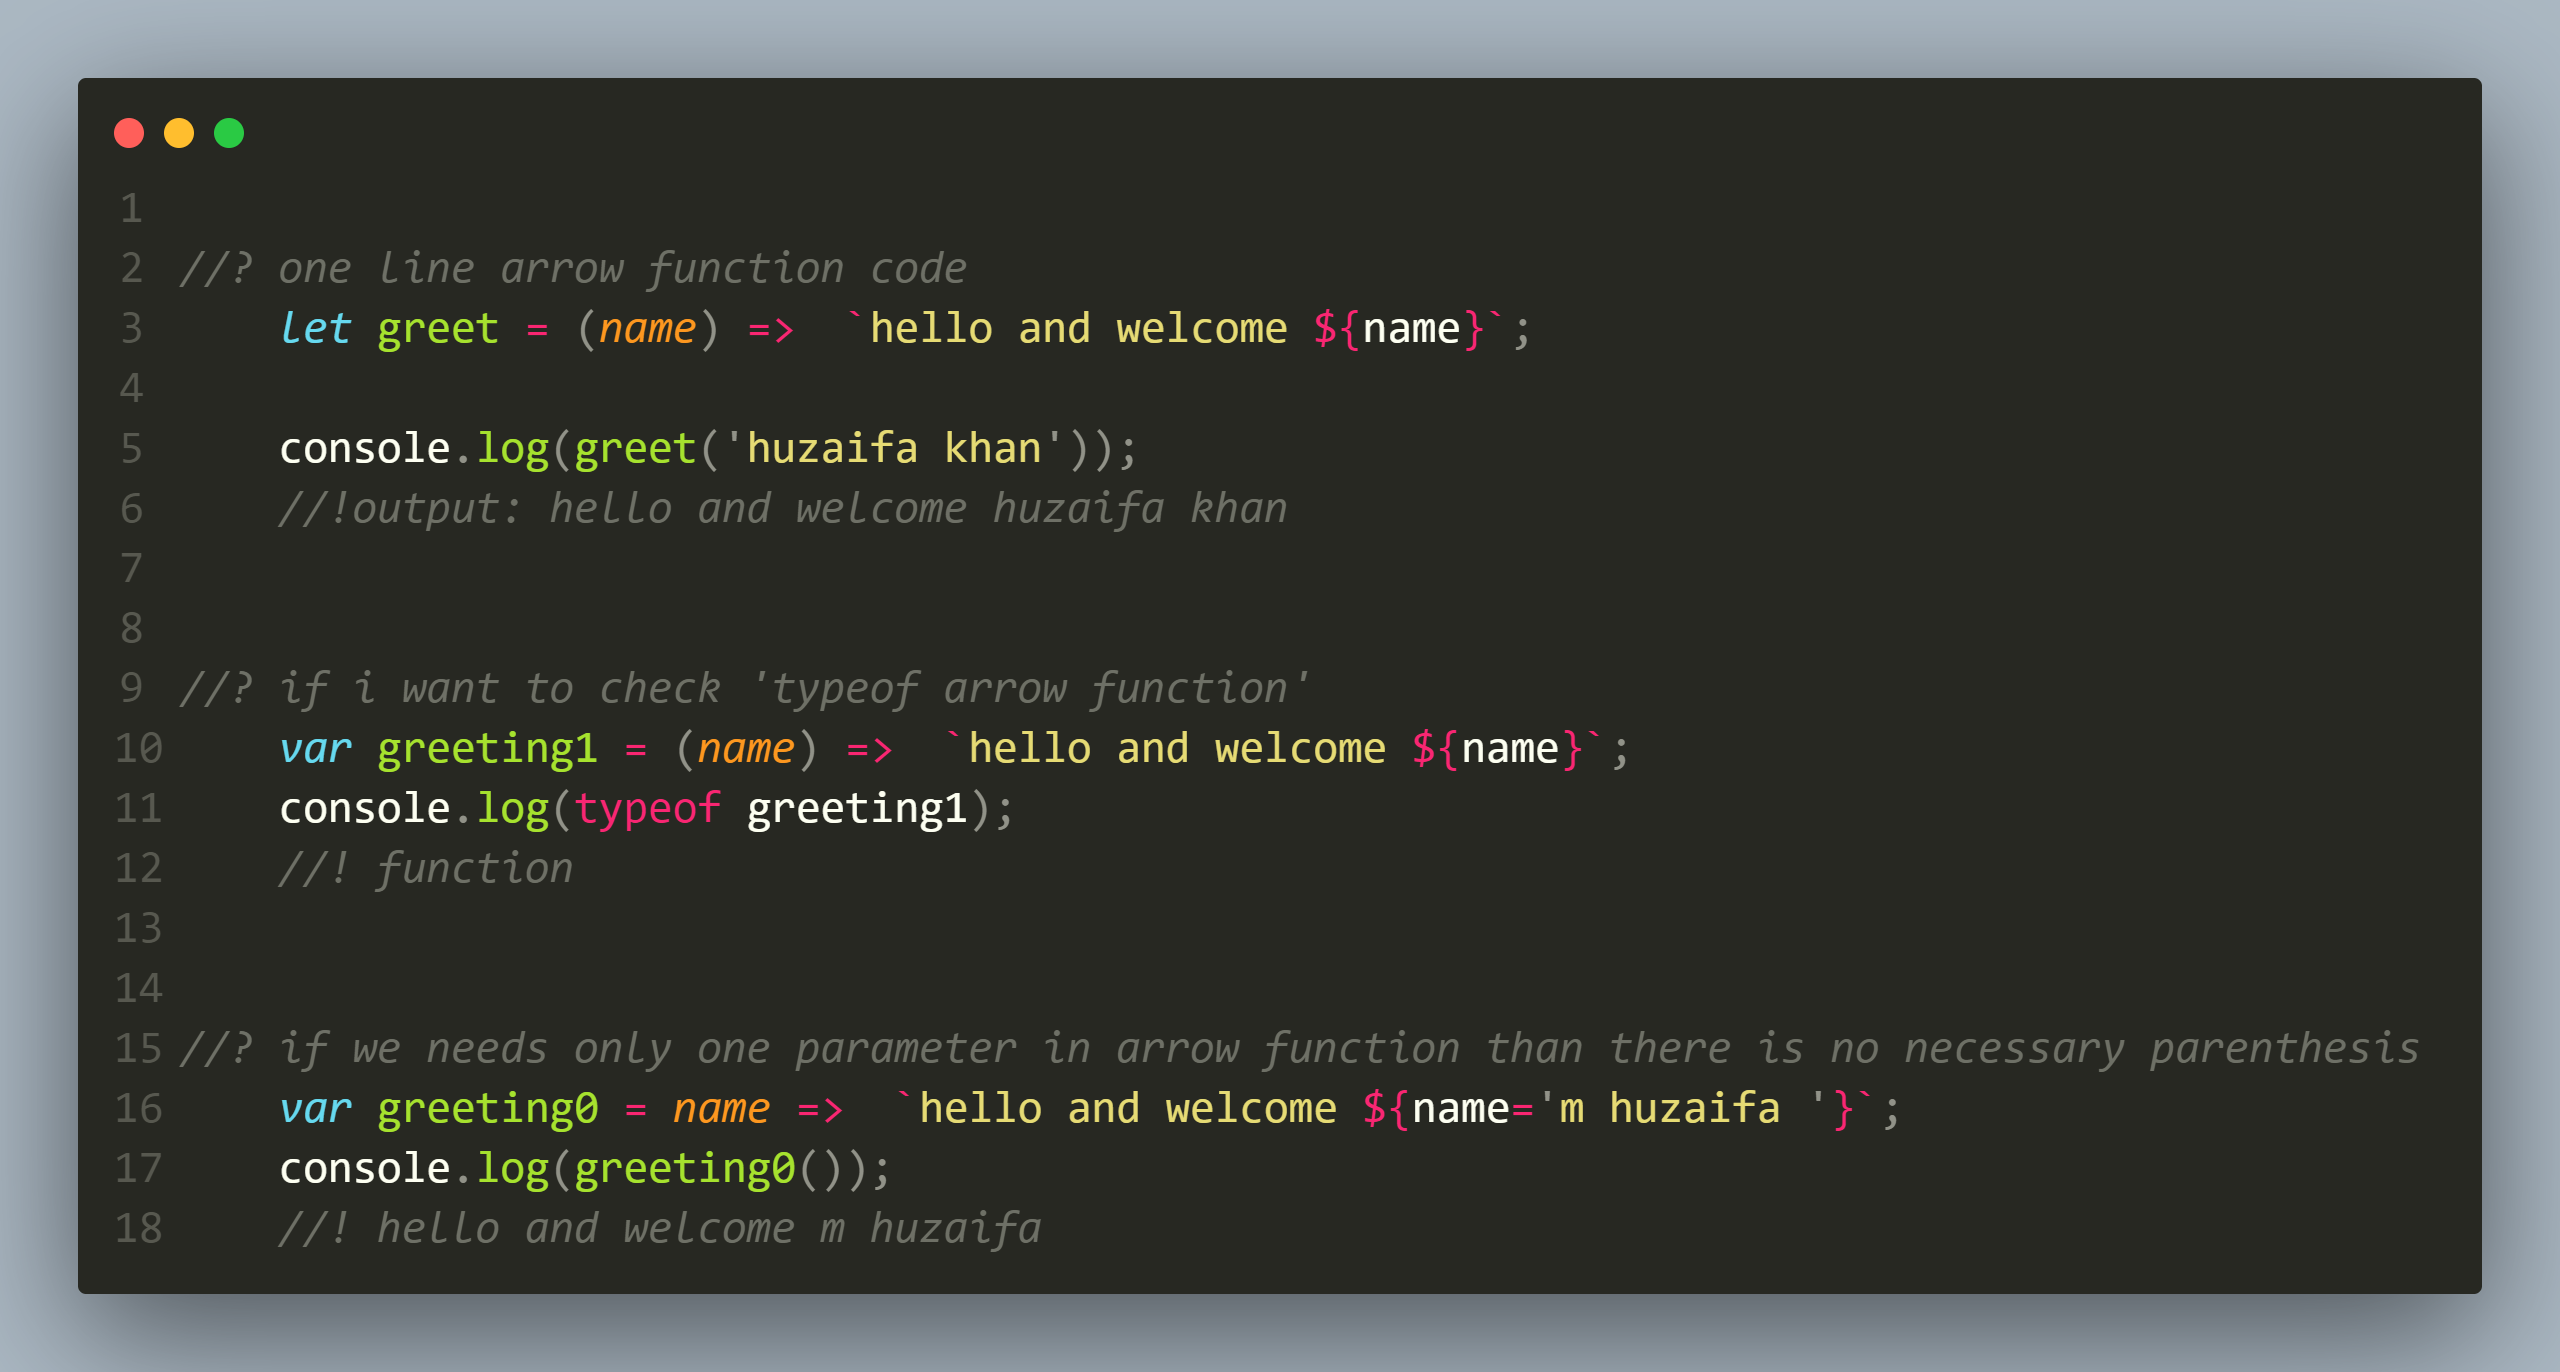 1
2 //? one line arrow function code
3     let greet = (name) =>  `hello and welcome ${name}`;
4
5     console.log(greet('huzaifa khan'));
6     //!output: hello and welcome huzaifa khan
7
8
9 //? if i want to check 'typeof arrow function'
10     var greeting1 = (name) =>  `hello and welcome ${name}`;
11     console.log(typeof greeting1);
12     //! function
13
14
15 //? if we needs only one parameter in arrow function than there is no necessary parenthesis
16     var greeting0 = name =>  `hello and welcome ${name='m huzaifa '}`;
17     console.log(greeting0());
18     //! hello and welcome m huzaifa